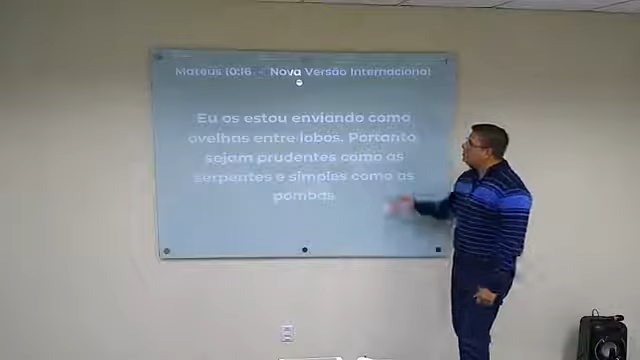 Mateus 10:16 - Nova Versão Internacional
Eu os estou enviando como
ovelhas entre lobos. Portanto
sejam prudentes como as
serpentes e simples como as
pombas.